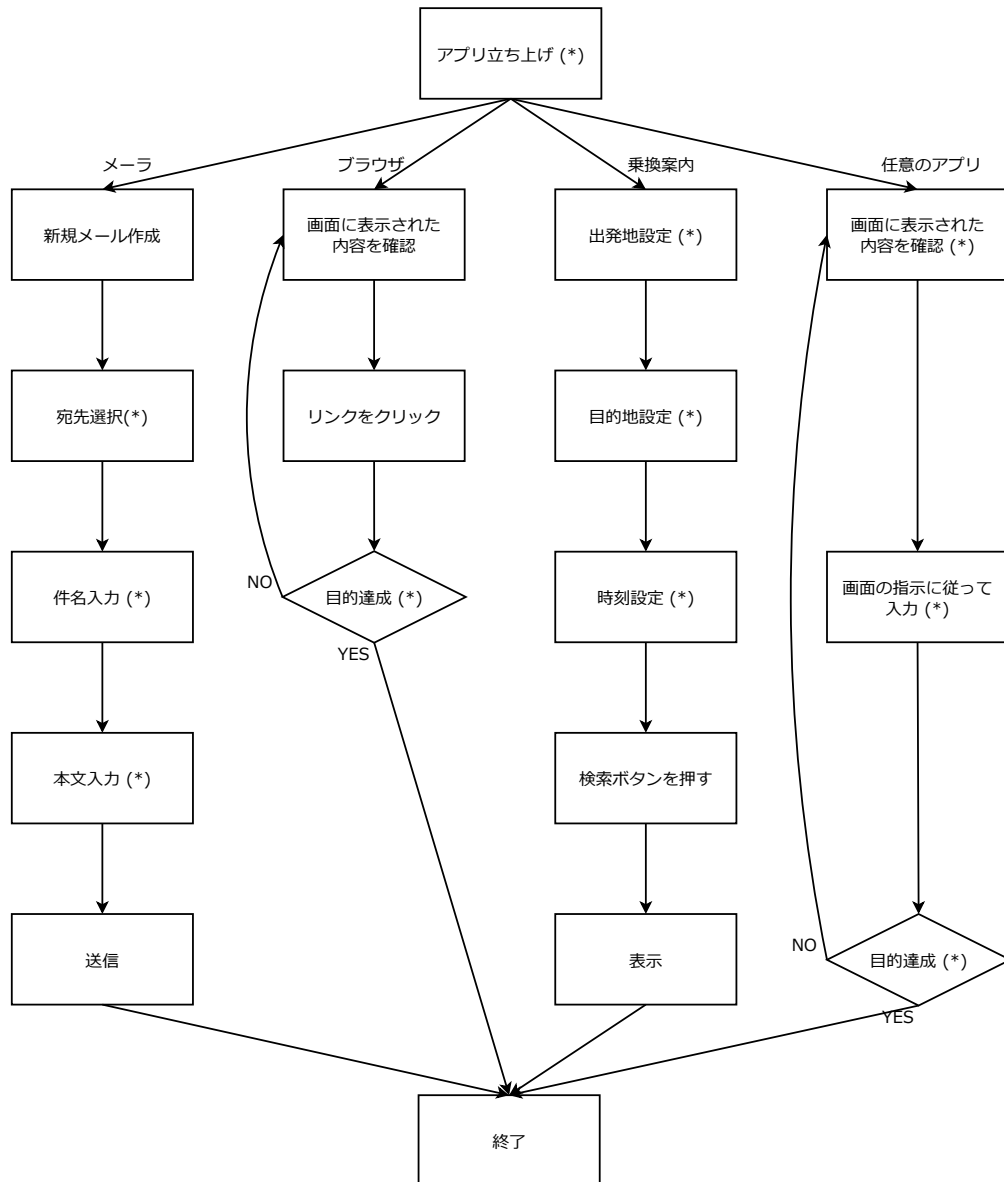 アプリ立ち上げ (*)
メーラ
ブラウザ
乗換案内
任意のアプリ
新規メール作成
画面に表示された
内容を確認
出発地設定 (*)
画面に表示された
内容を確認 (*)
宛先選択(*)
リンクをクリック
目的地設定 (*)
件名入力 (*)
NO
目的達成 (*)
YES
時刻設定 (*)
画面の指示に従って
入力 (*)
本文入力 (*)
検索ボタンを押す
送信
表示
NO
目的達成 (*)
YES
終了